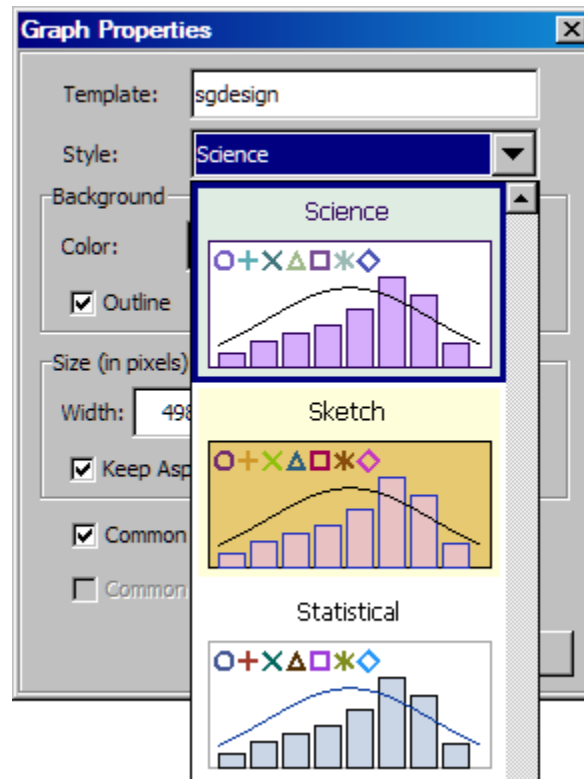 Graph Properties
Template: sgdesign
Style: Science
Background
Science
Color:
Outline
Size (in pixels)
Width: 498
Sketch
Keep Asp
Common
Common
Statistical